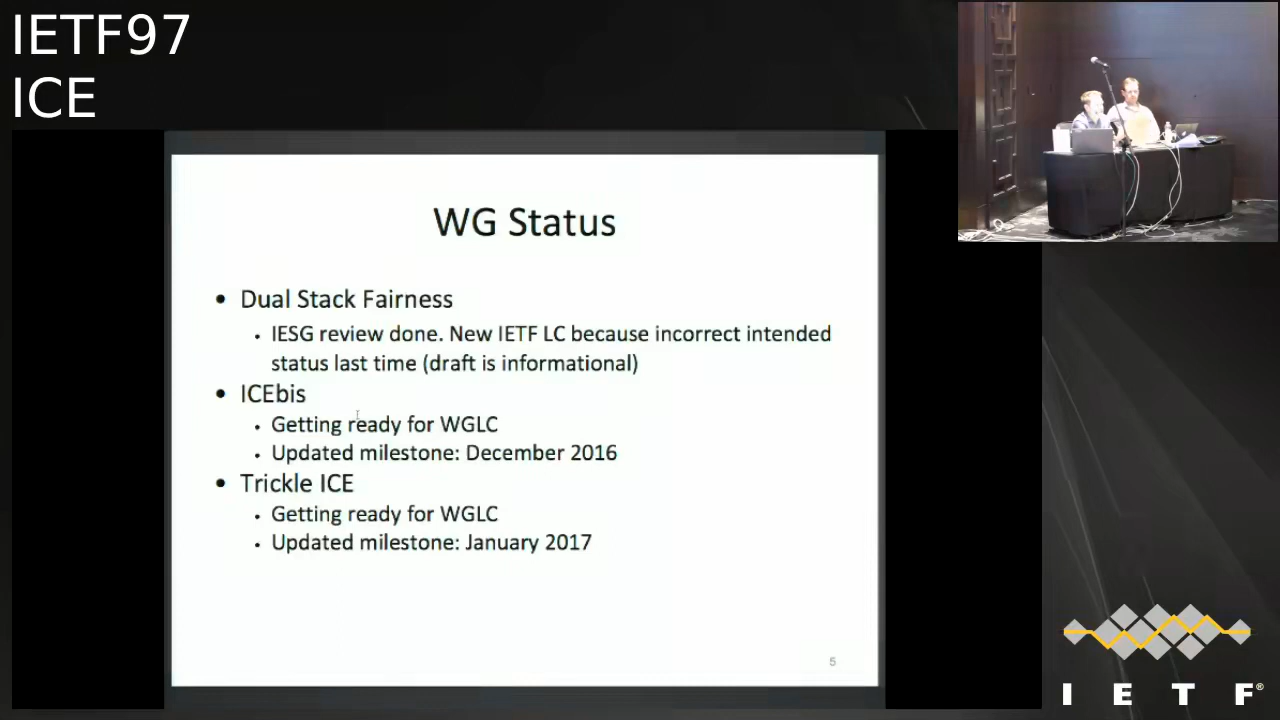 IETF97
ICE
WG Status
• Dual Stack Fairness
• IESG review done. New IETF LC because incorrect intended
status last time (draft is informational)
• ICEbis
• Getting ready for WGLC
• Updated milestone: December 2016
• Trickle ICE
• Getting ready for WGLC
• Updated milestone: January 2017
5
I E T F®